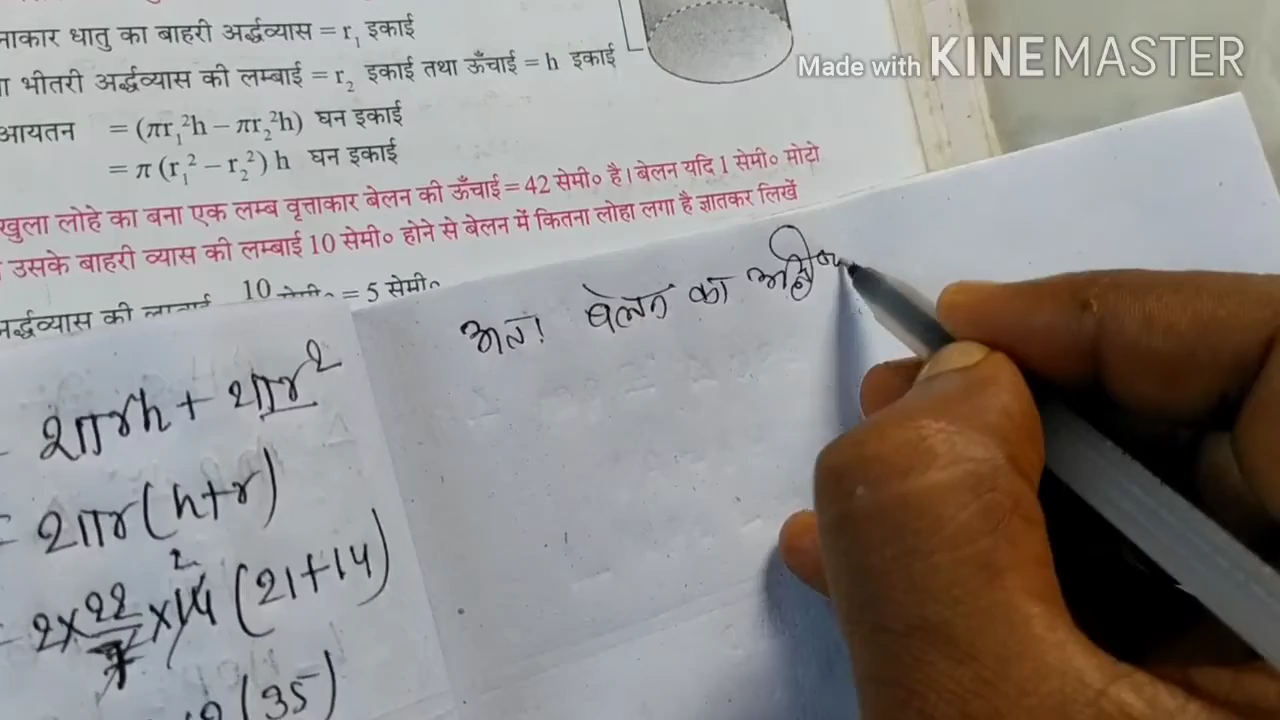 नाकार धातु का बाहरी अर्द्धव्यास = r₁ इकाई
भीतरी अर्द्धव्यास की लम्बाई = r₂ इकाई तथा ऊँचाई = h इकाई
Made with KINEMASTER
आयतन = (πr₁²h – πr₂²h) घन इकाई
= π (r₁² – r₂²) h घन इकाई
खुला लोहे का बना एक लम्ब वृत्ताकार बेलन की ऊँचाई = 42 सेमी० है। बेलन यदि 1 सेमी० मोटो
उसके बाहरी व्यास की लम्बाई 10 सेमी० होने से बेलन में कितना लोहा लगा है ज्ञातकर लिखें
अर्द्धव्यास की 10 = 5 सेमी०
अतः बेलन का
2πrh + 2πr²
= 2πr(h+r)
2×22/7×14 2 (21+14)
(35)